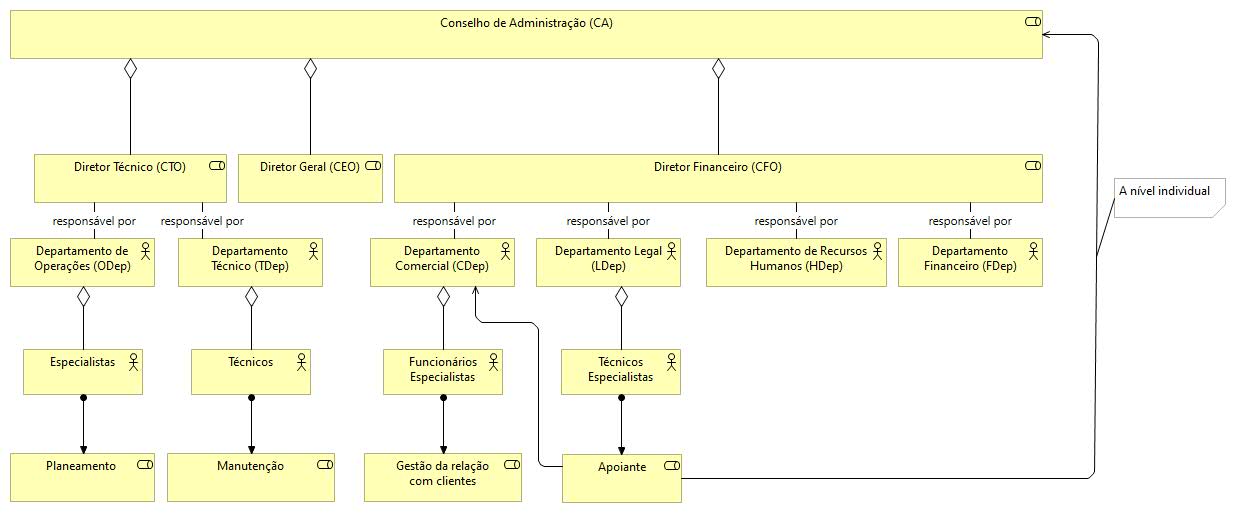 Conselho de Administração (CA)
Diretor Técnico (CTO)
Diretor Geral (CEO)
Diretor Financeiro (CFO)
A nível individual
responsável por
responsável por
responsável por
responsável por
responsável por
responsável por
Departamento de
Operações (ODep)
Departamento
Técnico (TDep)
Departamento
Comercial (CDep)
Departamento Legal
(LDep)
Departamento de Recursos
Humanos (HDep)
Departamento
Financeiro (FDep)
Especialistas
Técnicos
Funcionários
Especialistas
Técnicos
Especialistas
Planeamento
Manutenção
Gestão da relação
com clientes
Apoiante